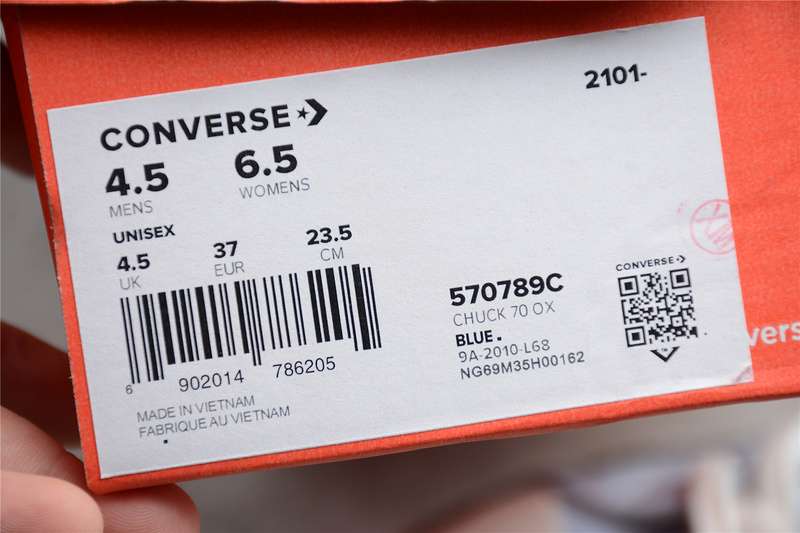 2101-
CONVERSE
4.5 6.5
MENS WOMENS
UNISEX
4.5 37 23.5
UK EUR CM
6 902014 786205
MADE IN VIETNAM
FABRIQUE AU VIETNAM
570789C
CHUCK 70 OX
BLUE.
9A-2010-L68
NG69M35H00162
CONVERSE
vers